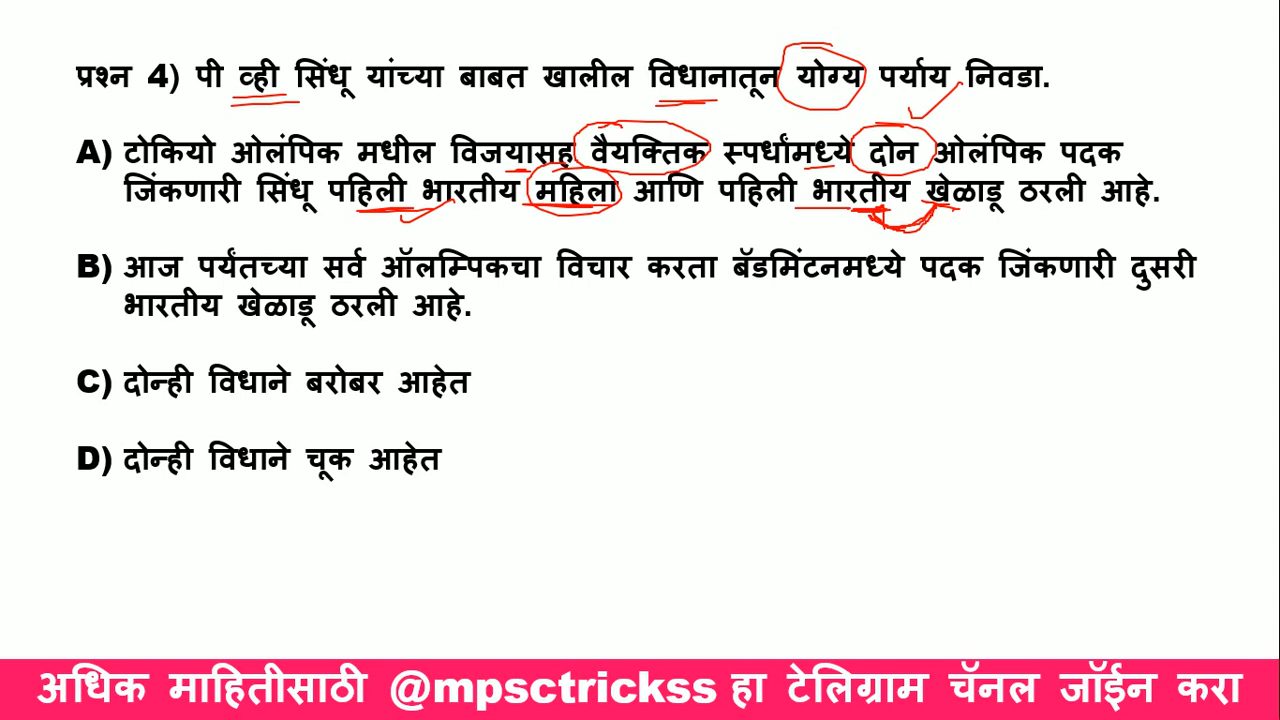 प्रश्न 4) पी व्ही सिंधू यांच्या बाबत खालील विधानातून योग्य पर्याय निवडा.
A) टोकियो ओलंपिक मधील विजयासह वैयक्तिक स्पर्धांमध्ये दोन ओलंपिक पदक
जिंकणारी सिंधू पहिली भारतीय महिला आणि पहिली भारतीय खेळाडू ठरली आहे.
B) आज पर्यंतच्या सर्व ऑलम्पिकचा विचार करता बॅडमिंटनमध्ये पदक जिंकणारी दुसरी
भारतीय खेळाडू ठरली आहे.
C) दोन्ही विधाने बरोबर आहेत
D) दोन्ही विधाने चूक आहेत
अधिक माहितीसाठी @mpsctrickss हा टेलिग्राम चॅनल जॉईन करा